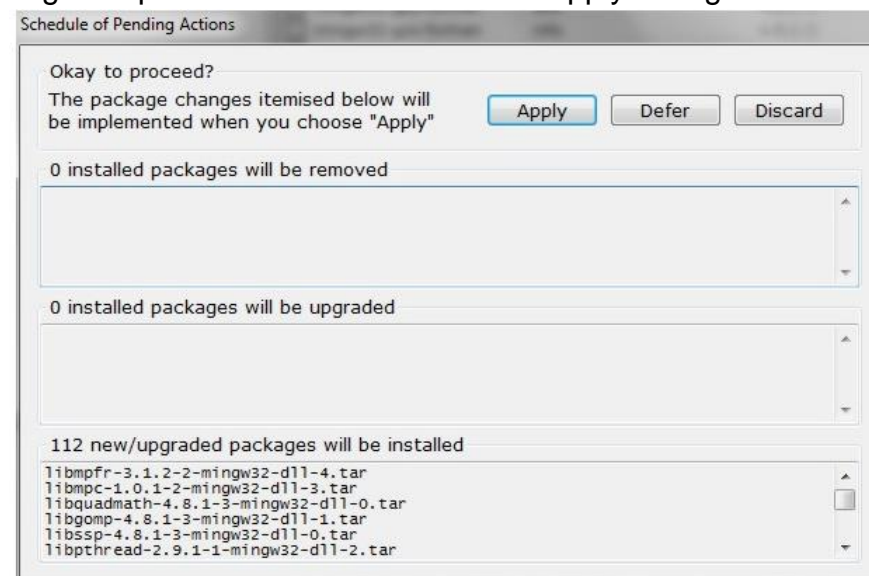 Schedule of Pending Actions
Okay to proceed?
The package changes itemised below will
be implemented when you choose "Apply"
Apply
Defer
Discard
0 installed packages will be removed
0 installed packages will be upgraded
112 new/upgraded packages will be installed
libmpfr-3.1.2-2-mingw32-dll-4.tar
libmpc-1.0.1-2-mingw32-dll-3.tar
libquadmath-4.8.1-3-mingw32-dll-0.tar
libgomp-4.8.1-3-mingw32-dll-1.tar
libssp-4.8.1-3-mingw32-dll-0.tar
libpthread-2.9.1-1-mingw32-dll-2.tar